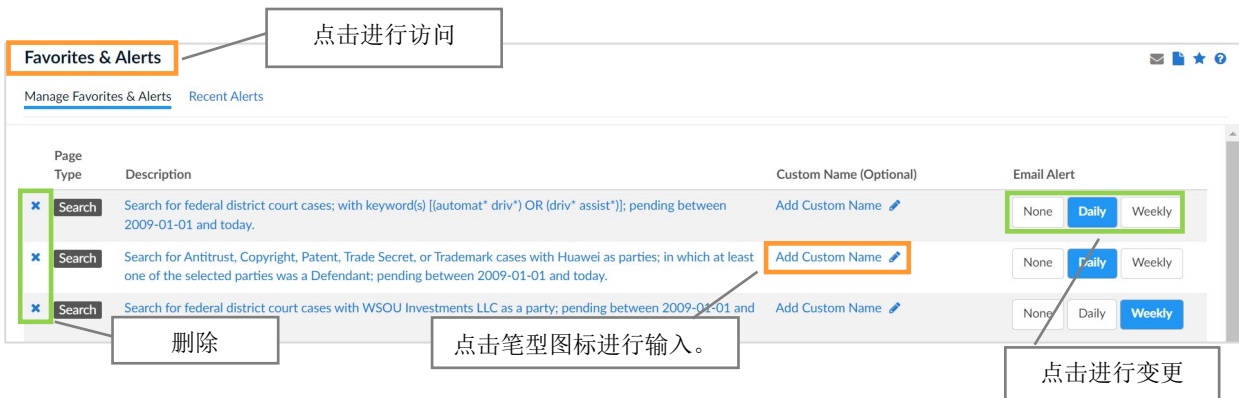 点击进行访问
Favorites & Alerts
Manage Favorites & Alerts Recent Alerts
Page
Type Description Custom Name (Optional) Email Alert
Search Search for federal district court cases; with keyword(s) [(automat* driv*) OR (driv* assist*)]; pending between Add Custom Name None Daily Weekly
2009-01-01 and today.
Search Search for Antitrust, Copyright, Patent, Trade Secret, or Trademark cases with Huawei as parties; in which at least Add Custom Name None Daily Weekly
one of the selected parties was a Defendant; pending between 2009-01-01 and today.
Search Search for federal district court cases with WSOU Investments LLC as a party; pending between 2009-01-01 and Add Custom Name None Daily Weekly
删除
点击笔型图标进行输入。
点击进行变更